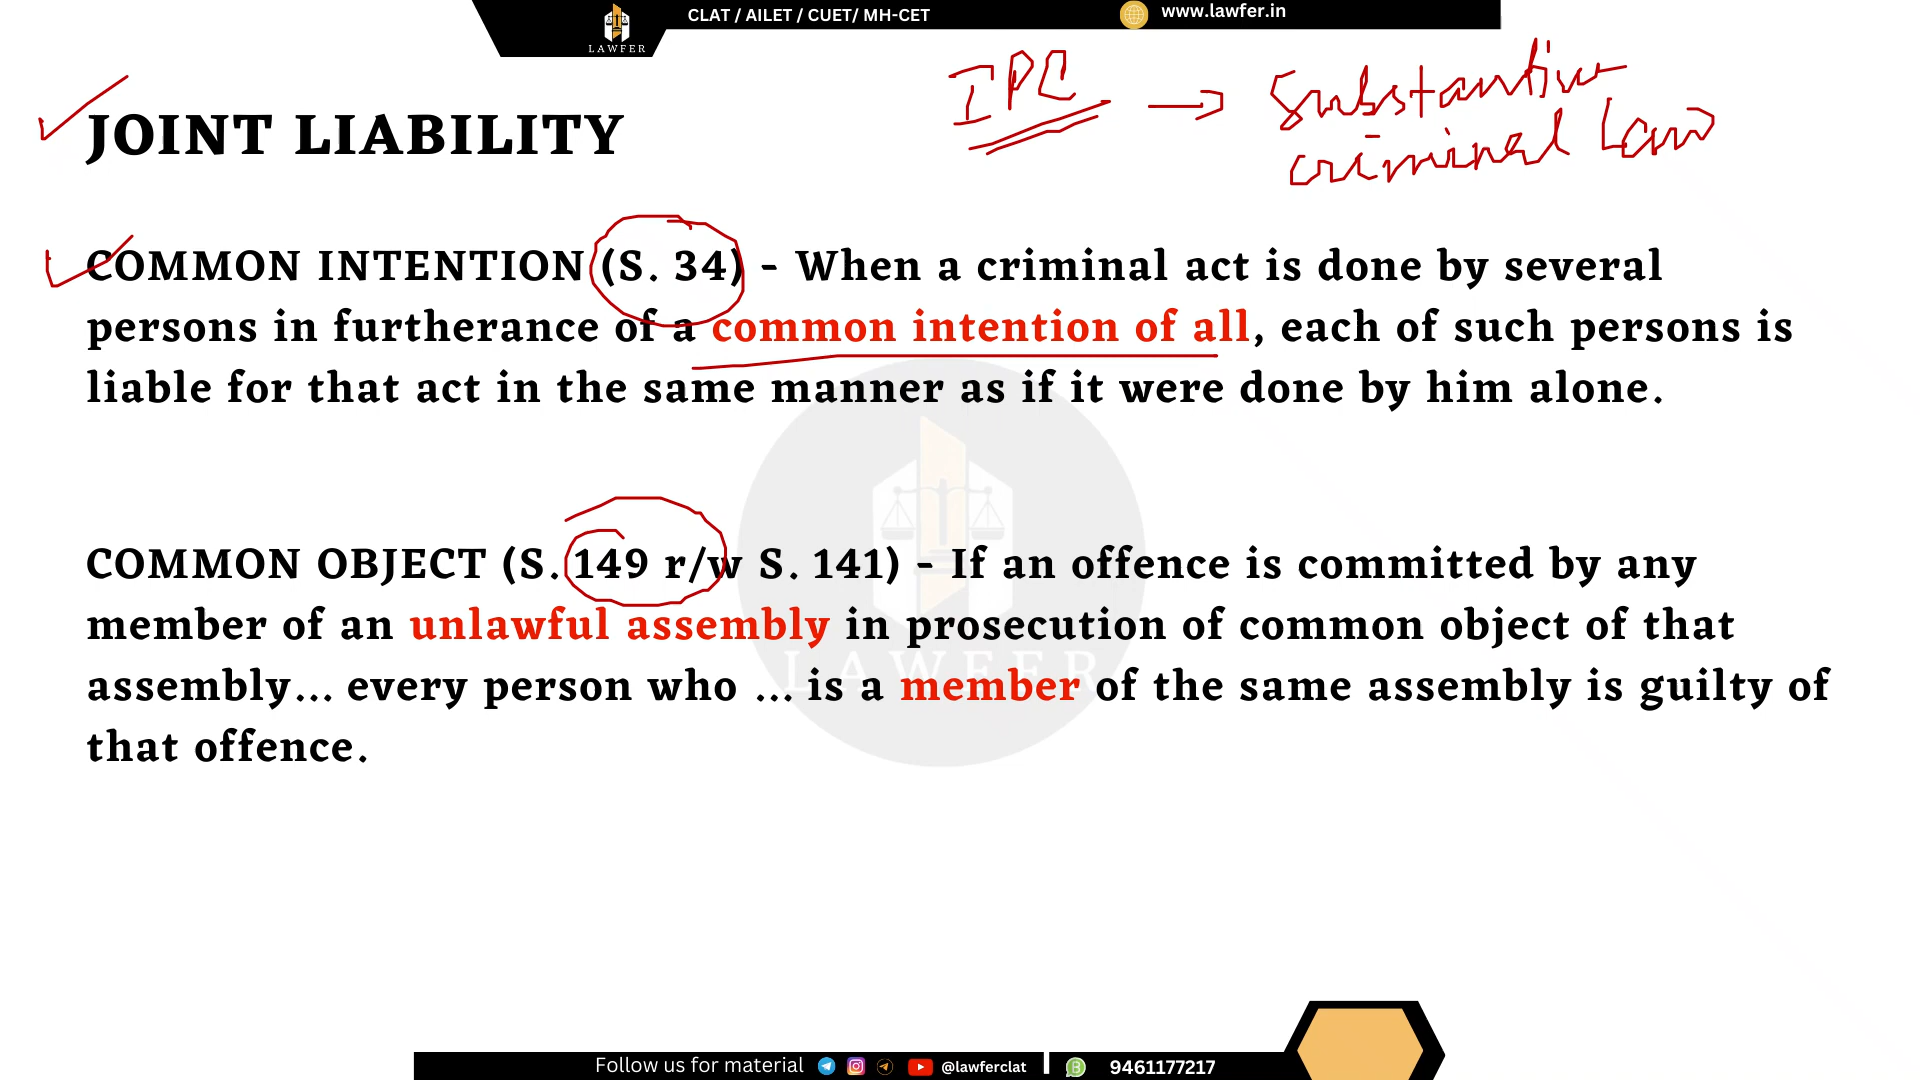 CLAT / AILET / CUET/ MH-CET
www.lawfer.in
LAWFER
IPC → Substantive
criminal Law
JOINT LIABILITY
COMMON INTENTION (S. 34) - When a criminal act is done by several
persons in furtherance of a common intention of all, each of such persons is
liable for that act in the same manner as if it were done by him alone.
COMMON OBJECT (S. 149 r/w S. 141) - If an offence is committed by any
member of an unlawful assembly in prosecution of common object of that
assembly... every person who ... is a member of the same assembly is guilty of
that offence.
LAWFER
Follow us for material @lawferclat 9461177217